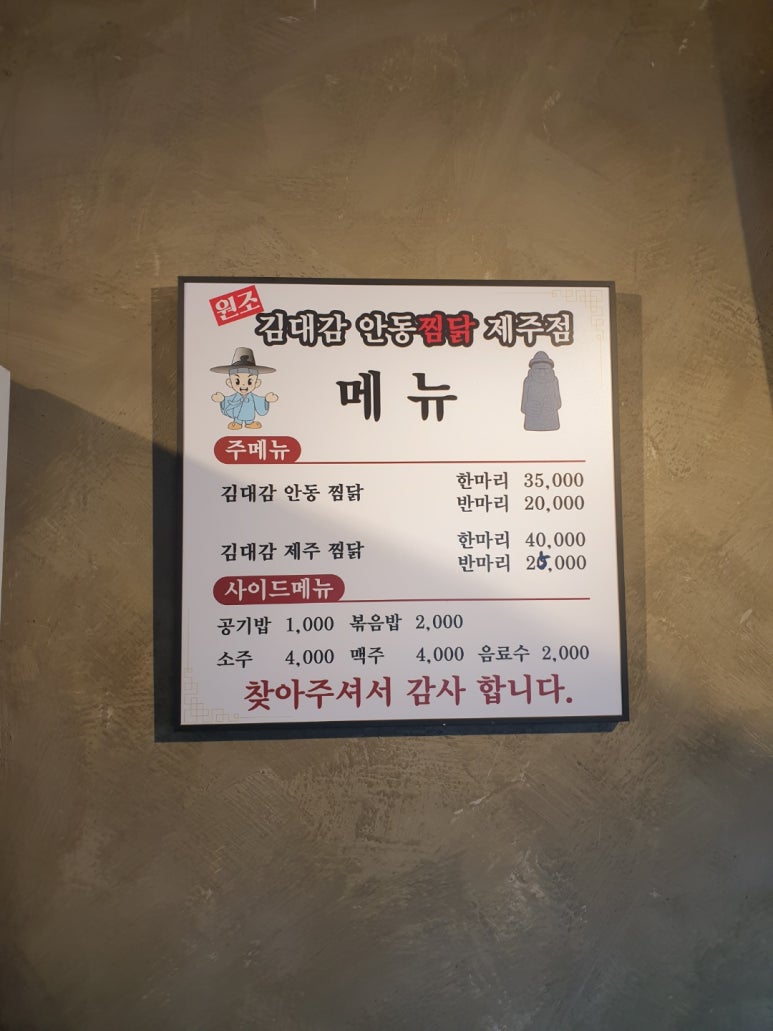 원조
김대감 안동찜닭 제주점
메뉴
주메뉴
김대감 안동 찜닭 한마리 35,000
반마리 20,000
김대감 제주 찜닭 한마리 40,000
반마리 25,000
사이드메뉴
공기밥 1,000 볶음밥 2,000
소주 4,000 맥주 4,000 음료수 2,000
찾아주셔서 감사 합니다.